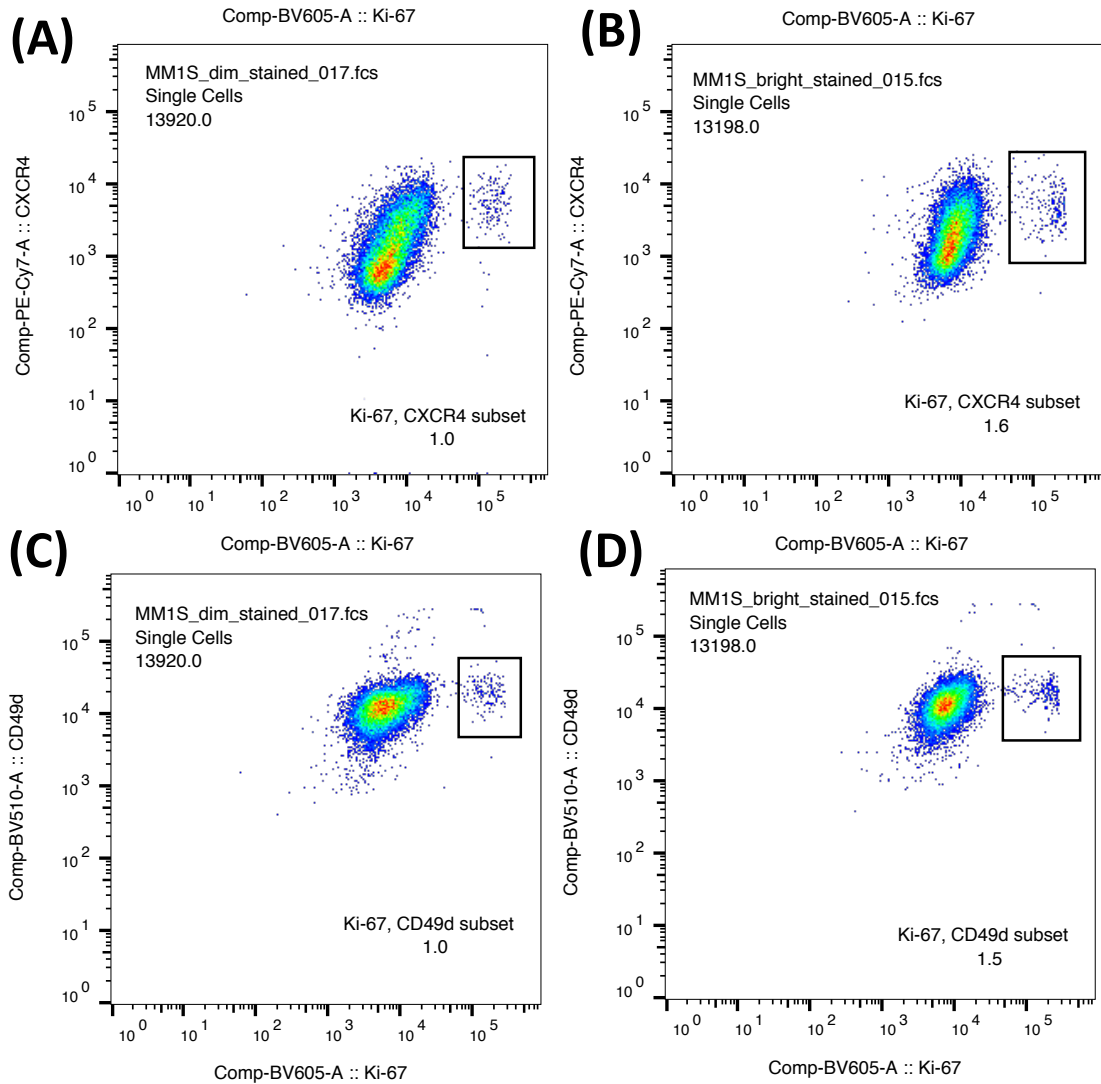 Comp-BV605-A :: Ki-67
Comp-BV605-A :: Ki-67
(A)
(B)
MM1S_dim_stained_017.fcs
Single Cells
13920.0
MM1S_bright_stained_015.fcs
Single Cells
13198.0
Comp-PE-Cy7-A :: CXCR4
10^5
10^4
10^3
10^2
10^1
10^0
Ki-67, CXCR4 subset
1.0
10^0 10^1 10^2 10^3 10^4 10^5
Comp-PE-Cy7-A :: CXCR4
10^5
10^4
10^3
10^2
10^1
10^0
Ki-67, CXCR4 subset
1.6
10^0 10^1 10^2 10^3 10^4 10^5
(C)
Comp-BV605-A :: Ki-67
(D)
Comp-BV605-A :: Ki-67
MM1S_dim_stained_017.fcs
Single Cells
13920.0
MM1S_bright_stained_015.fcs
Single Cells
13198.0
Comp-BV510-A :: CD49d
10^5
10^4
10^3
10^2
10^1
10^0
Ki-67, CD49d subset
1.0
10^0 10^1 10^2 10^3 10^4 10^5
Comp-BV605-A :: Ki-67
Comp-BV510-A :: CD49d
10^5
10^4
10^3
10^2
10^1
10^0
Ki-67, CD49d subset
1.5
10^0 10^1 10^2 10^3 10^4 10^5
Comp-BV605-A :: Ki-67